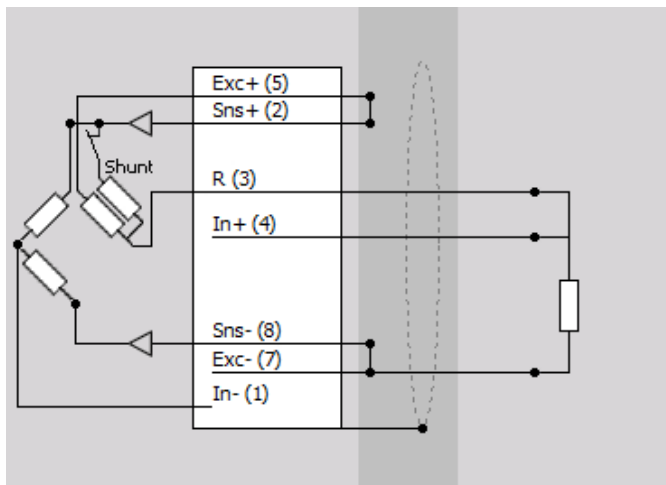 Exc+ (5)
Sns+ (2)
Shunt
R (3)
In+ (4)
Sns- (8)
Exc- (7)
In- (1)